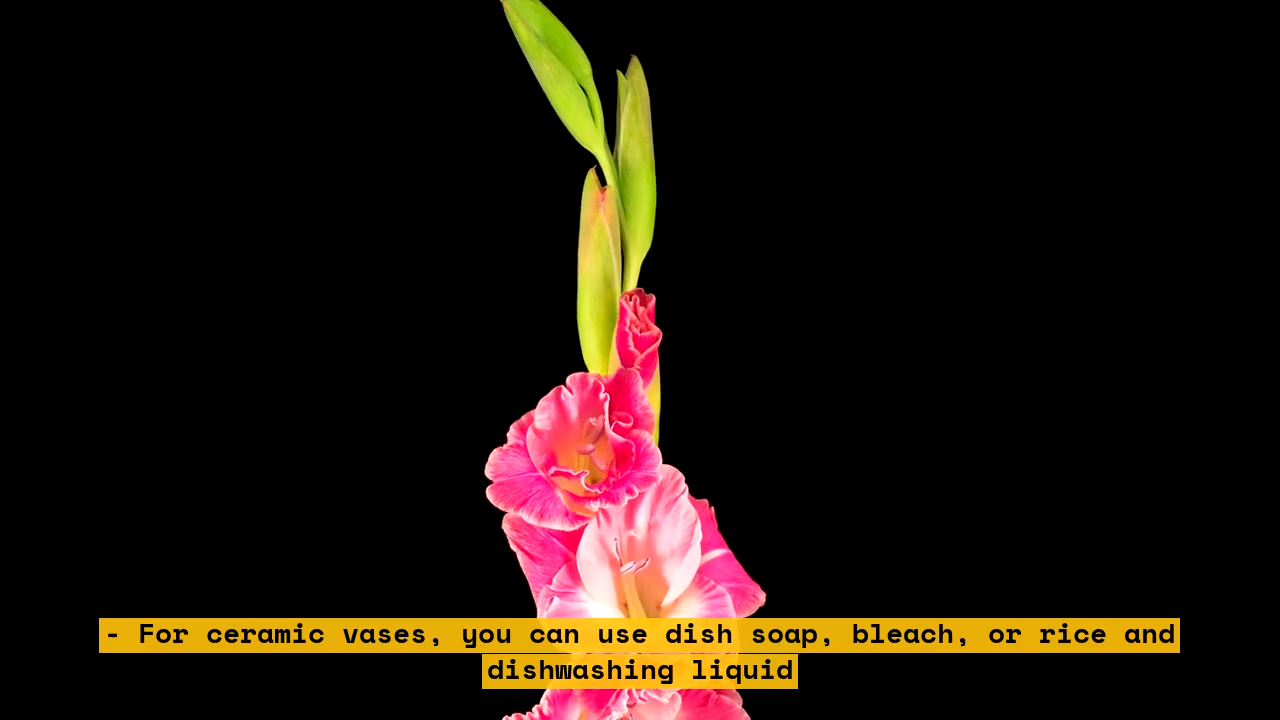 - For ceramic vases, you can use dish soap, bleach, or rice and
dishwashing liquid